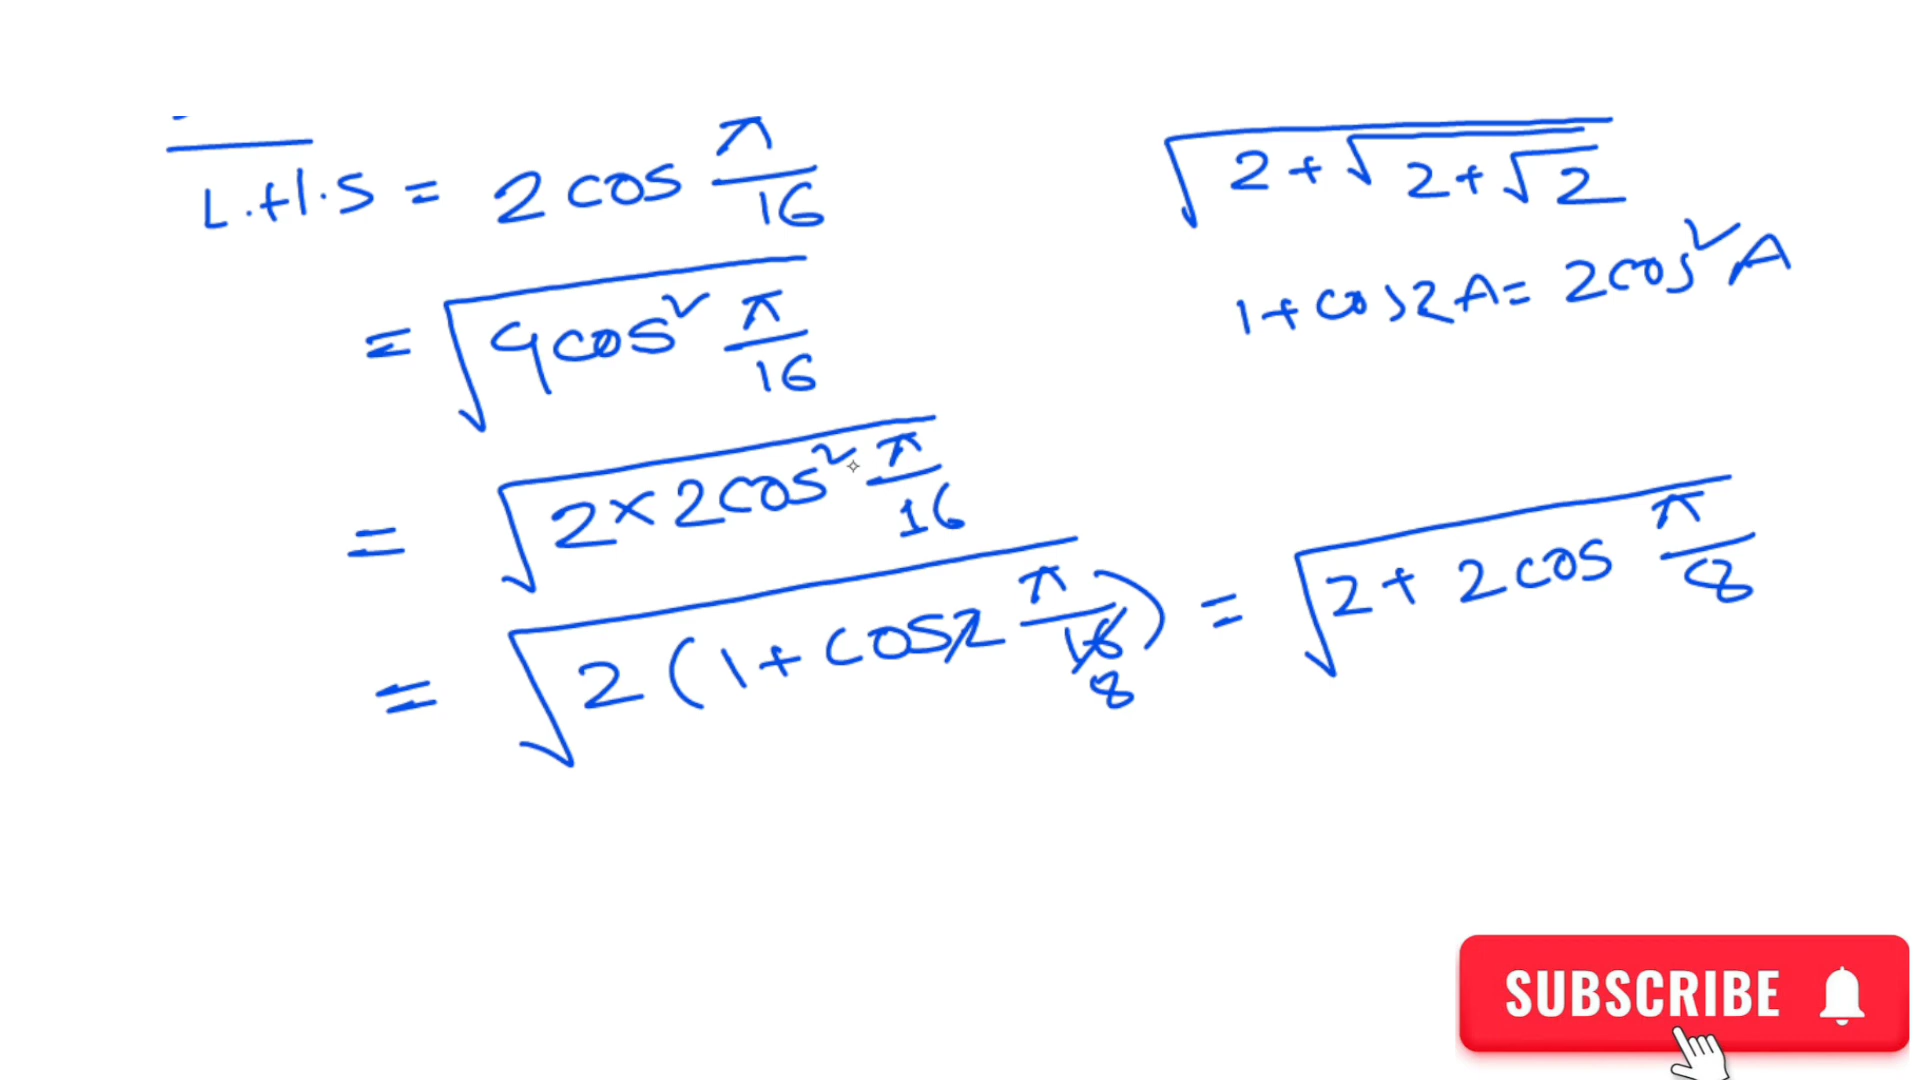 L.H.S = 2 cos π/16
√(2+√(2+√2))
1+cos2A = 2cos²A
= √(4cos² π/16)
= √(2×2cos² π/16)
= √(2(1+cos2 π/16 8)) = √(2+2cos π/8)
SUBSCRIBE